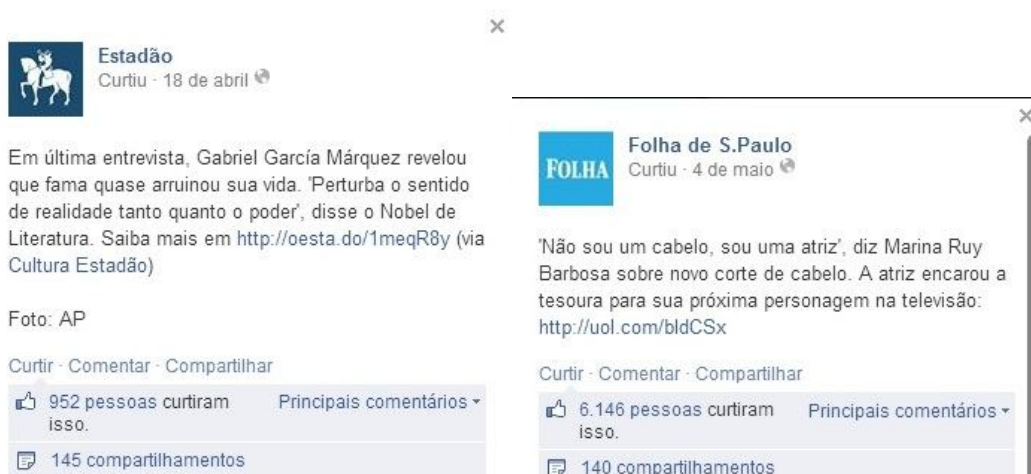 Estadão
Curtiu · 18 de abril
Em última entrevista, Gabriel García Márquez revelou
que fama quase arruinou sua vida. 'Perturba o sentido
de realidade tanto quanto o poder', disse o Nobel de
Literatura. Saiba mais em http://oesta.do/1meqR8y (via
Cultura Estadão)
Foto: AP
Curtir · Comentar · Compartilhar
952 pessoas curtiram
isso.
Principais comentários
145 compartilhamentos
FOLHA
Folha de S.Paulo
Curtiu · 4 de maio
'Não sou um cabelo, sou uma atriz', diz Marina Ruy
Barbosa sobre novo corte de cabelo. A atriz encarou a
tesoura para sua próxima personagem na televisão:
http://uol.com/bldCSx
Curtir · Comentar · Compartilhar
6.146 pessoas curtiram
isso.
Principais comentários
140 compartilhamentos